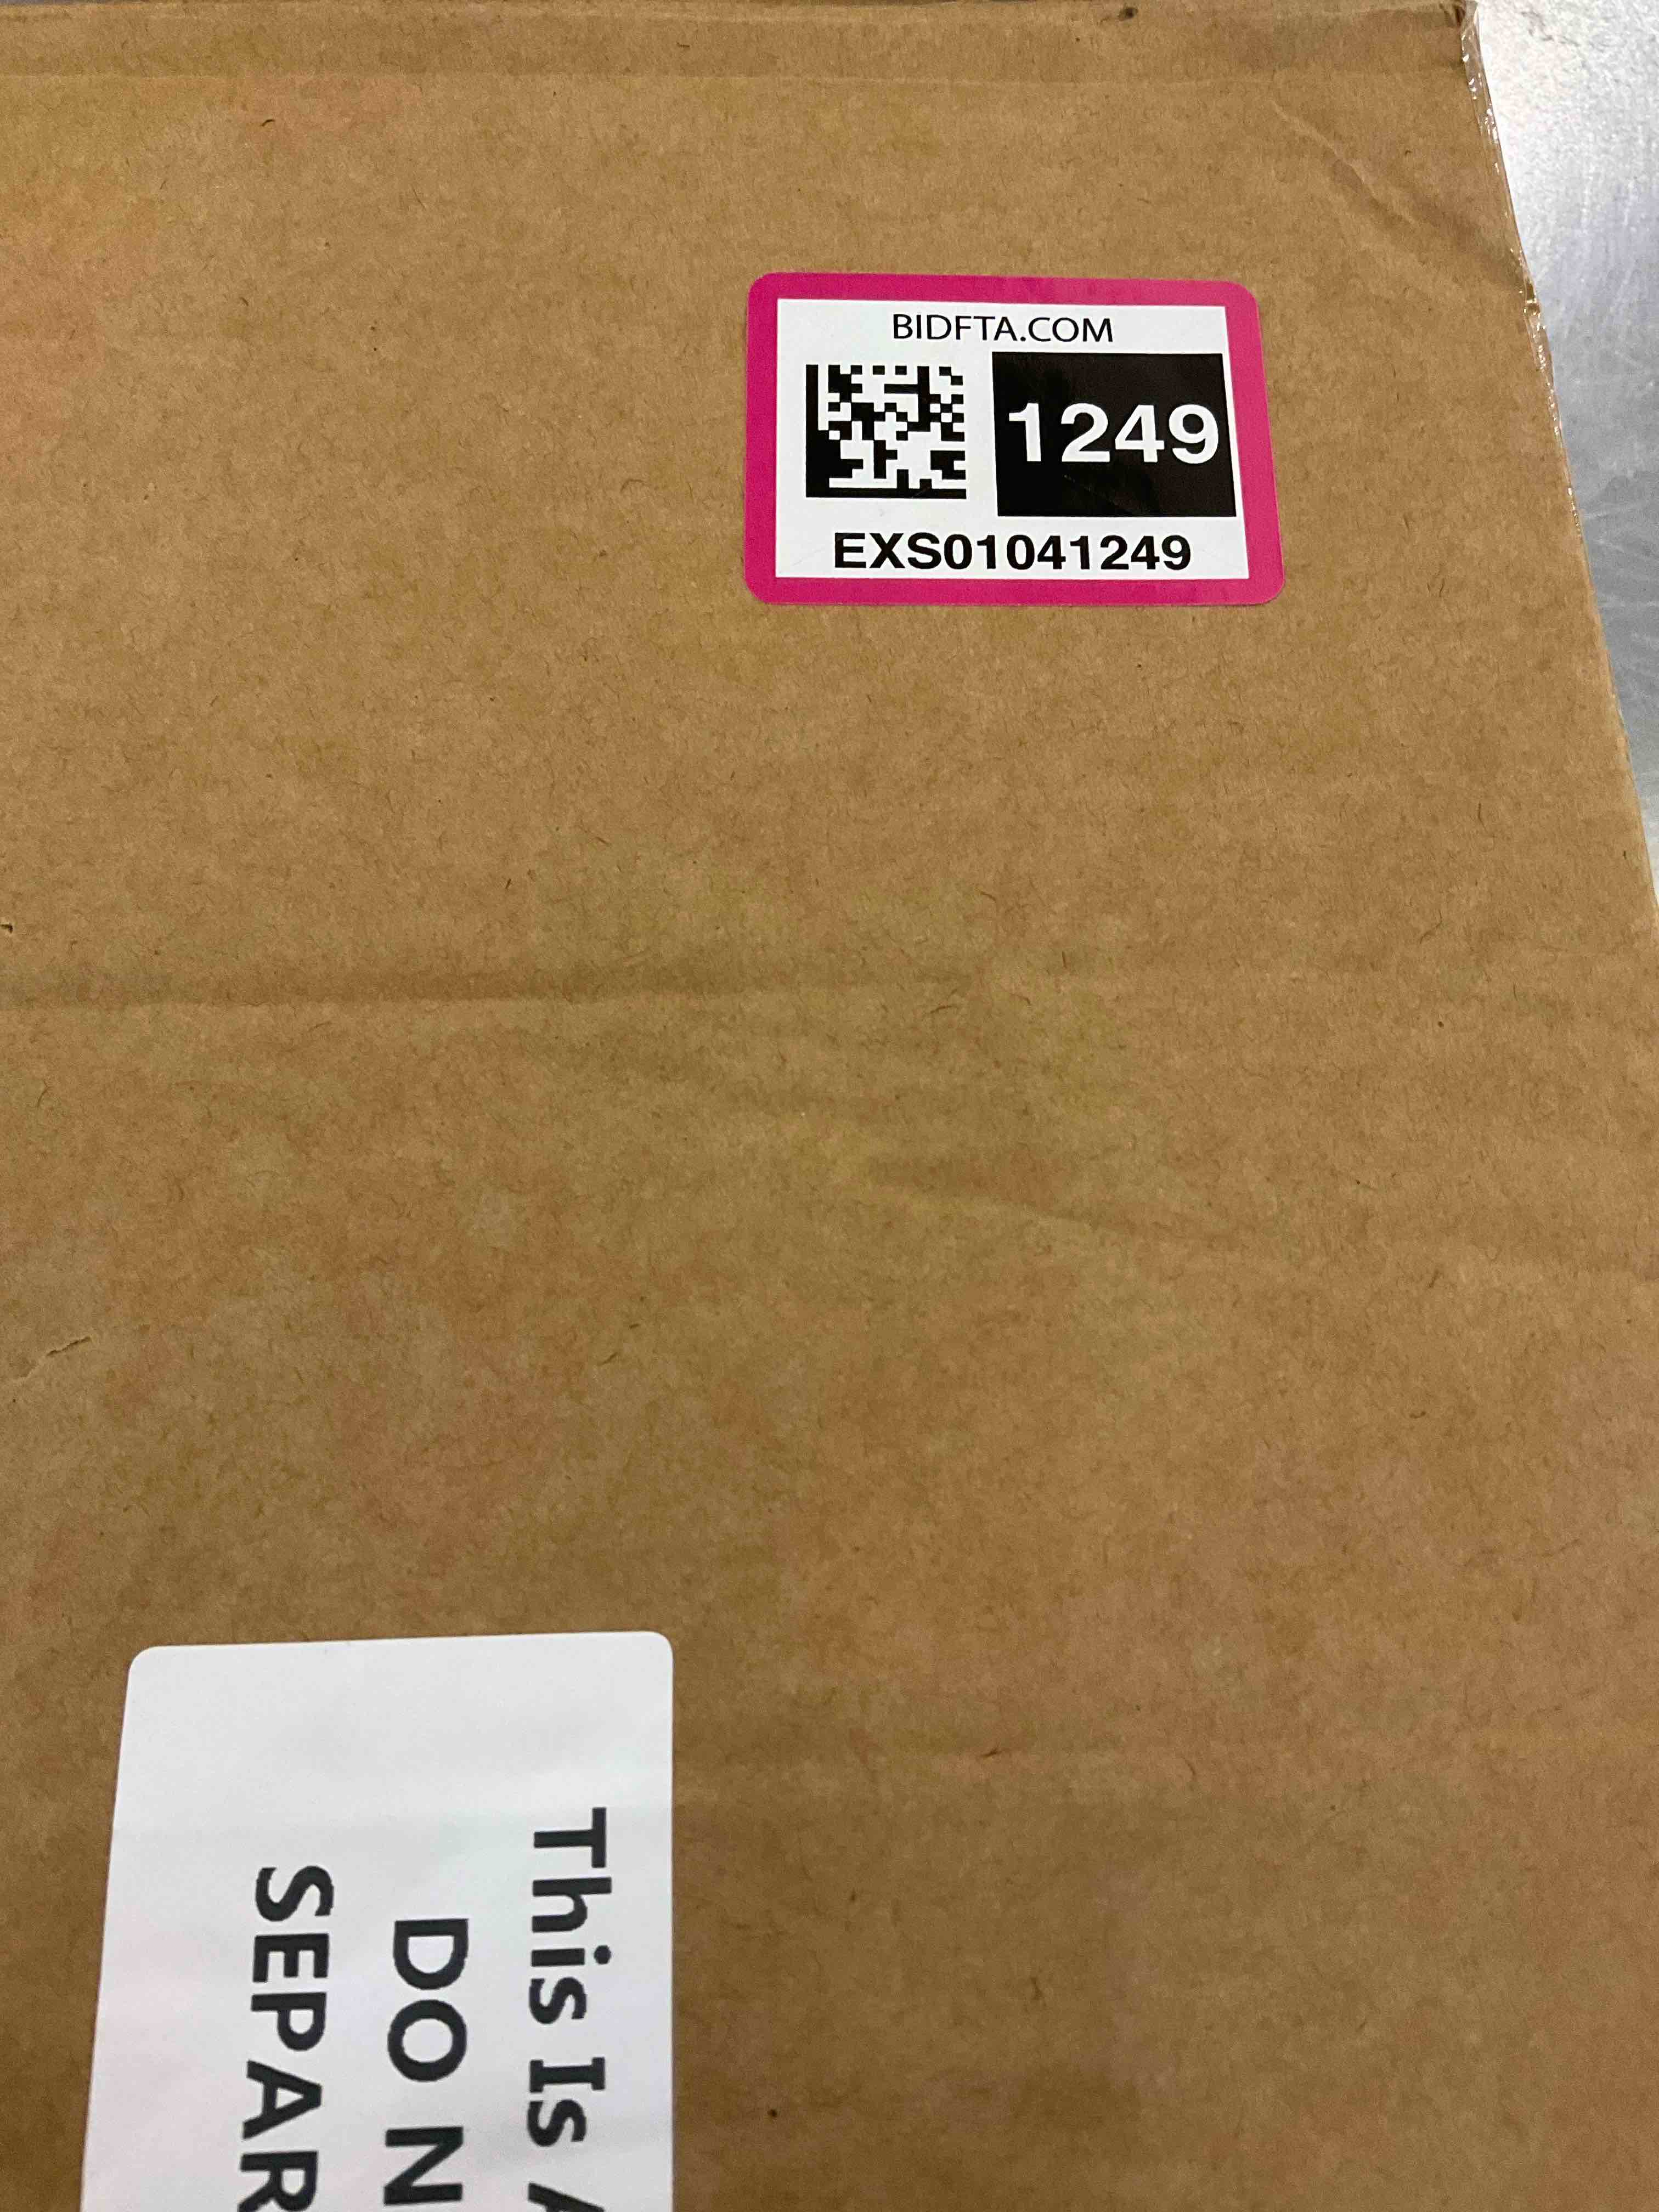 BIDFTA.COM
1249
EXS01041249
This Is
DO N
SEPAR